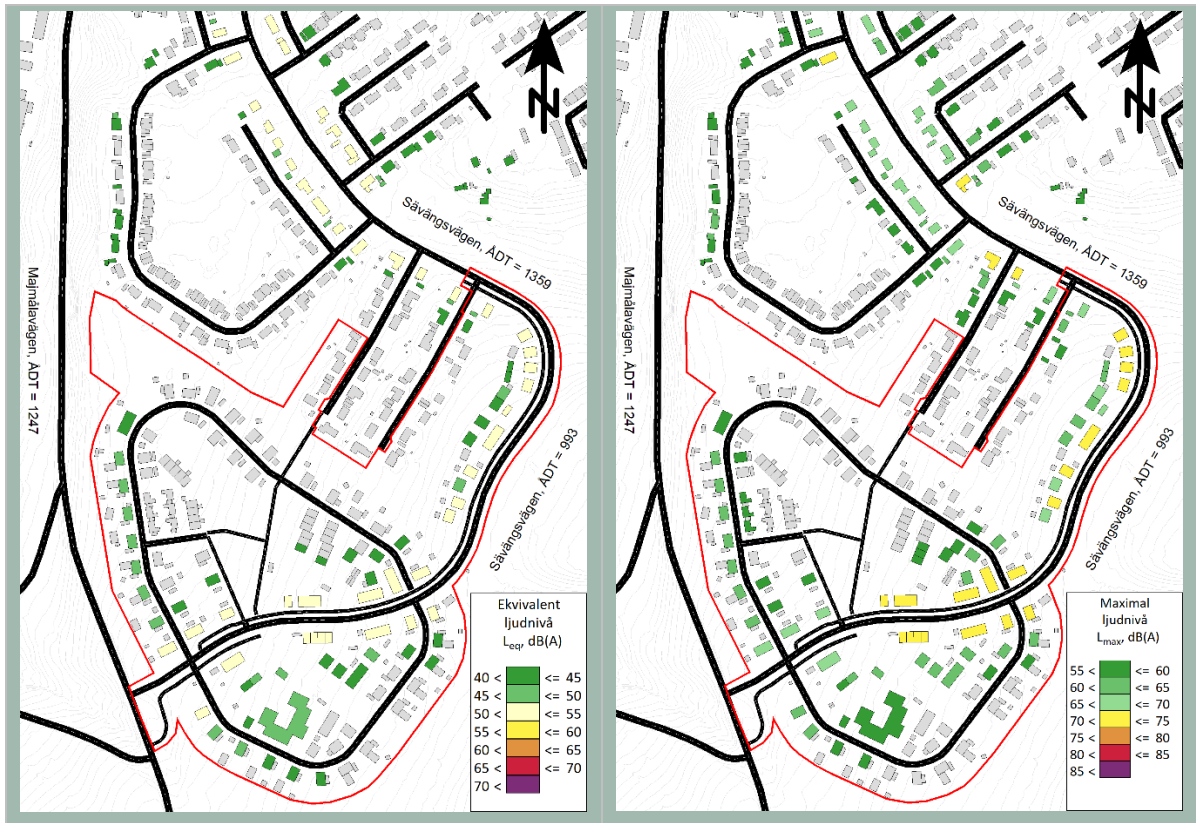 N
Sävängsvägen, ÅDT = 1359
Majmålavägen, ÅDT = 1247
Sävängsvägen, ÅDT = 993
Ekvivalent
ljudnivå
Leq, dB(A)
40 < <= 45
45 < <= 50
50 < <= 55
55 < <= 60
60 < <= 65
65 < <= 70
70 <
N
Sävängsvägen, ÅDT = 1359
Majmålavägen, ÅDT = 1247
Sävängsvägen, ÅDT = 993
Maximal
ljudnivå
Lmax, dB(A)
55 < <= 60
60 < <= 65
65 < <= 70
70 < <= 75
75 < <= 80
80 < <= 85
85 <